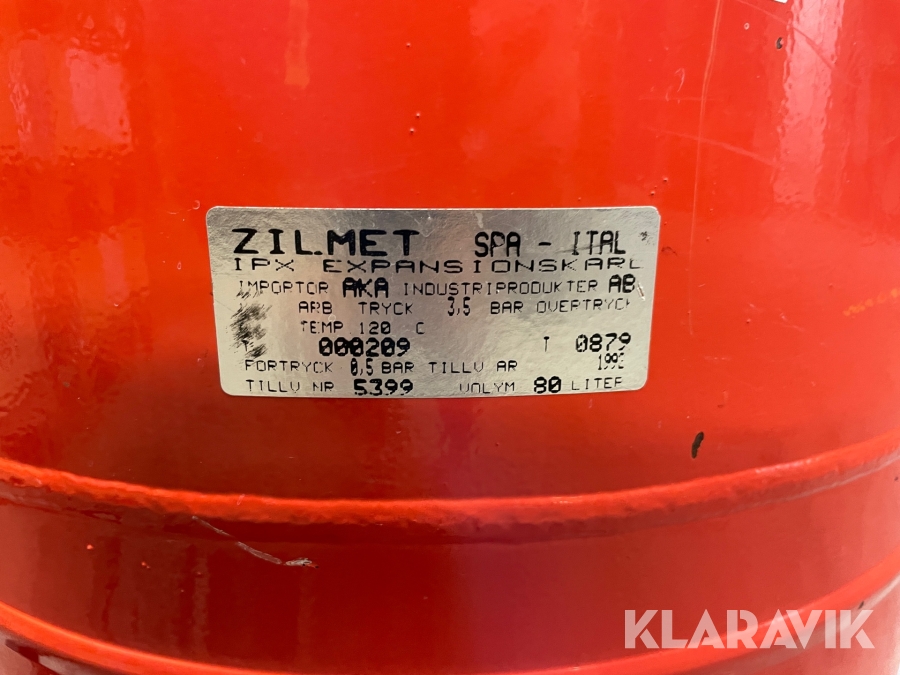 ZILMET SPA - ITAL
IPX EXPANSIONSKARL
IMPORTOR AKA INDUSTRIPRODUKTER AB
ARB TRYCK 3,5 BAR OVERTRYCK
TEMP 120 C
000209 T 0879
FORTRYCK 0,5 BAR TILLV AR
TILLV NR 5399 VOLYM 80 LITER
KLARAVIK